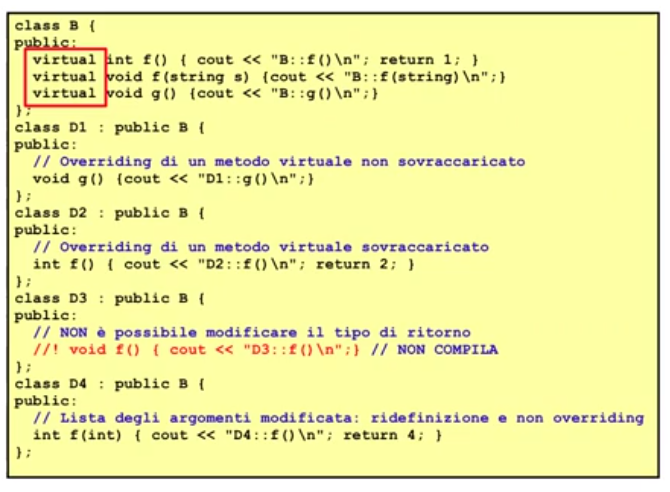 class B {
public:
virtual int f() { cout << "B::f()\n"; return 1; }
virtual void f(string s) {cout << "B::f(string)\n";}
virtual void g() {cout << "B::g()\n";}
};
class D1 : public B {
public:
// Overriding di un metodo virtuale non sovraccaricato
void g() {cout << "D1::g()\n";}
};
class D2 : public B {
public:
// Overriding di un metodo virtuale sovraccaricato
int f() { cout << "D2::f()\n"; return 2; }
};
class D3 : public B {
public:
// NON è possibile modificare il tipo di ritorno
//! void f() { cout << "D3::f()\n";} // NON COMPILA
};
class D4 : public B {
public:
// Lista degli argomenti modificata: ridefinizione e non overriding
int f(int) { cout << "D4::f()\n"; return 4; }
};